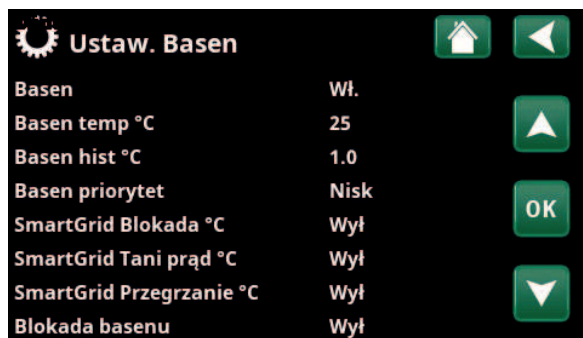 Ustaw. Basen
Basen Wł.
Basen temp °C 25
Basen hist °C 1.0
Basen priorytet Nisk
SmartGrid Blokada °C Wył
SmartGrid Tani prąd °C Wył
SmartGrid Przegrzanie °C Wył
Blokada basenu Wył
OK